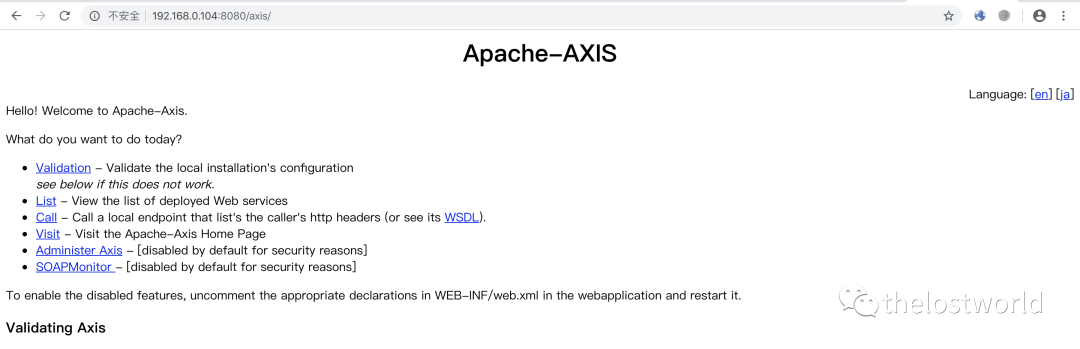 不安全 192.168.0.104:8080/axis/
Apache-AXIS
Language: [en] [ja]
Hello! Welcome to Apache-Axis.
What do you want to do today?
• Validation - Validate the local installation's configuration
see below if this does not work.
• List - View the list of deployed Web services
• Call - Call a local endpoint that list's the caller's http headers (or see its WSDL).
• Visit - Visit the Apache-Axis Home Page
• Administer Axis - [disabled by default for security reasons]
• SOAPMonitor - [disabled by default for security reasons]
To enable the disabled features, uncomment the appropriate declarations in WEB-INF/web.xml in the webapplication and restart it.
thelostworld
Validating Axis